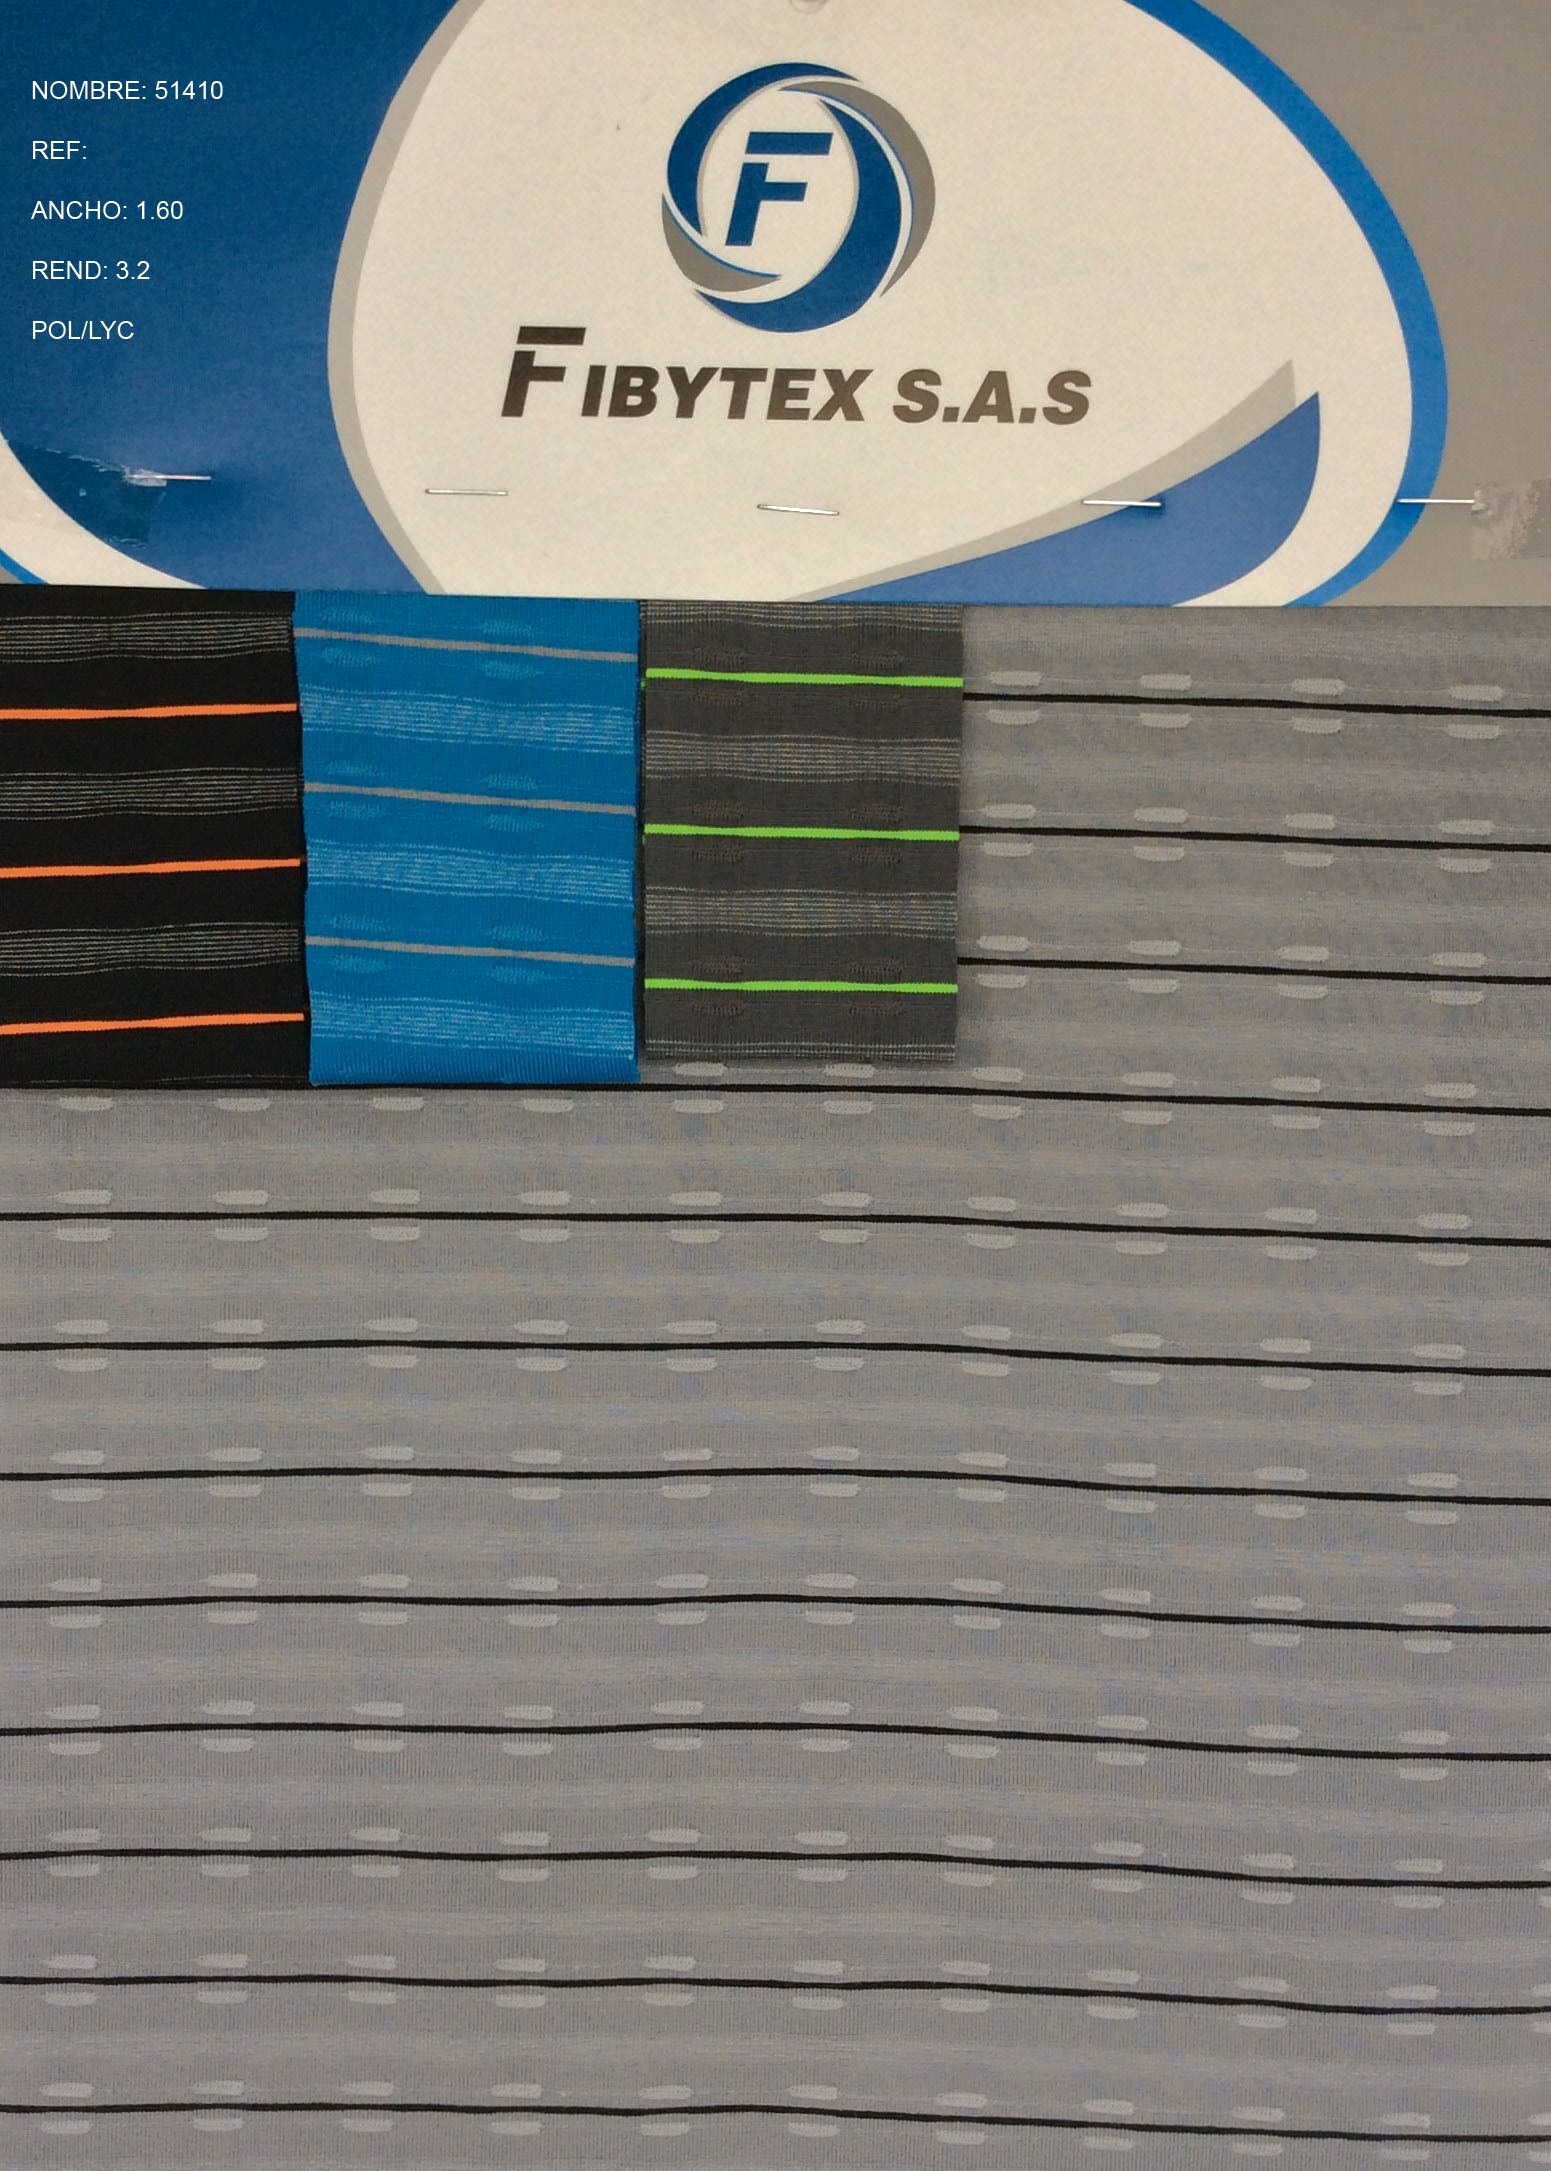 NOMBRE: 51410
REF:
ANCHO: 1.60
REND: 3.2
POL/LYC
F
FIBYTEX S.A.S